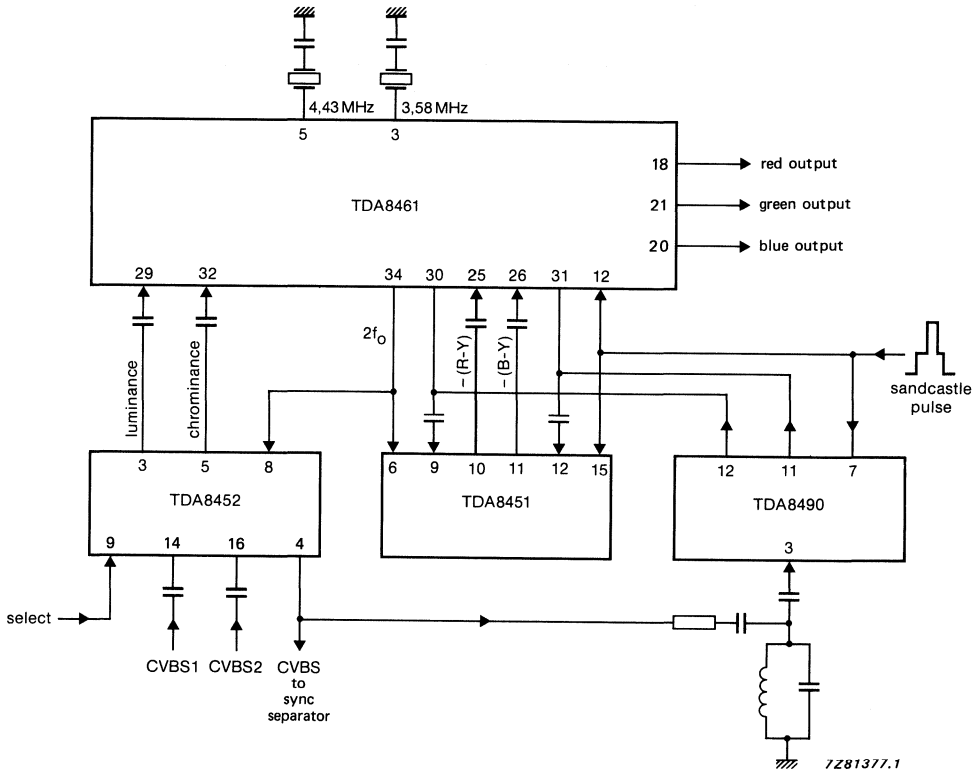 4,43 MHz 3,58 MHz
5 3
18 red output
TDA8461
21 green output
20 blue output
29 32 34 30 25 26 31 12
2fo
luminance
chrominance
–(R-Y)
–(B-Y)
sandcastle
pulse
3 5 8
6 9 10 11 12 15
12 11 7
TDA8452
TDA8451
TDA8490
9 14 16 4
3
select
CVBS1 CVBS2 CVBS
to
sync
separator
7Z81377.1